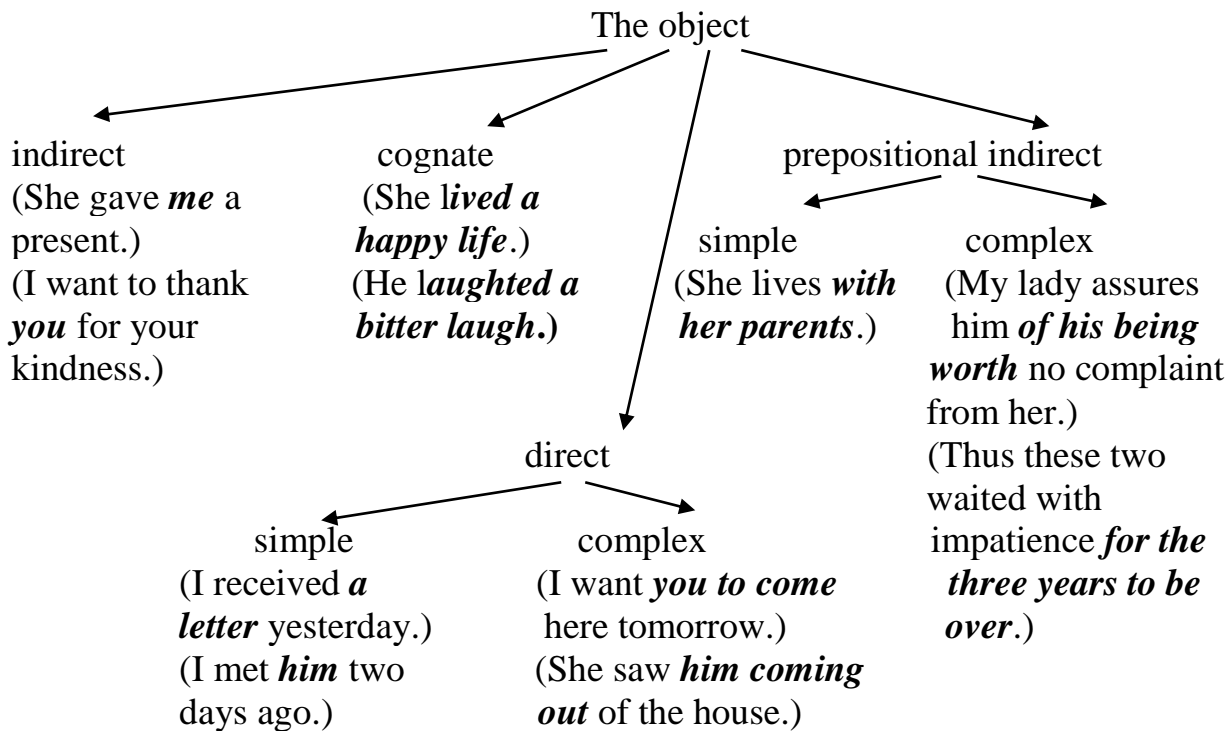 The object
indirect
(She gave me a
present.)
(I want to thank
you for your
kindness.)
cognate
(She lived a
happy life.)
(He laughted a
bitter laugh.)
prepositional indirect
simple
(She lives with
her parents.)
complex
(My lady assures
him of his being
worth no complaint
from her.)
(Thus these two
waited with
impatience for the
three years to be
over.)
direct
simple
(I received a
letter yesterday.)
(I met him two
days ago.)
complex
(I want you to come
here tomorrow.)
(She saw him coming
out of the house.)